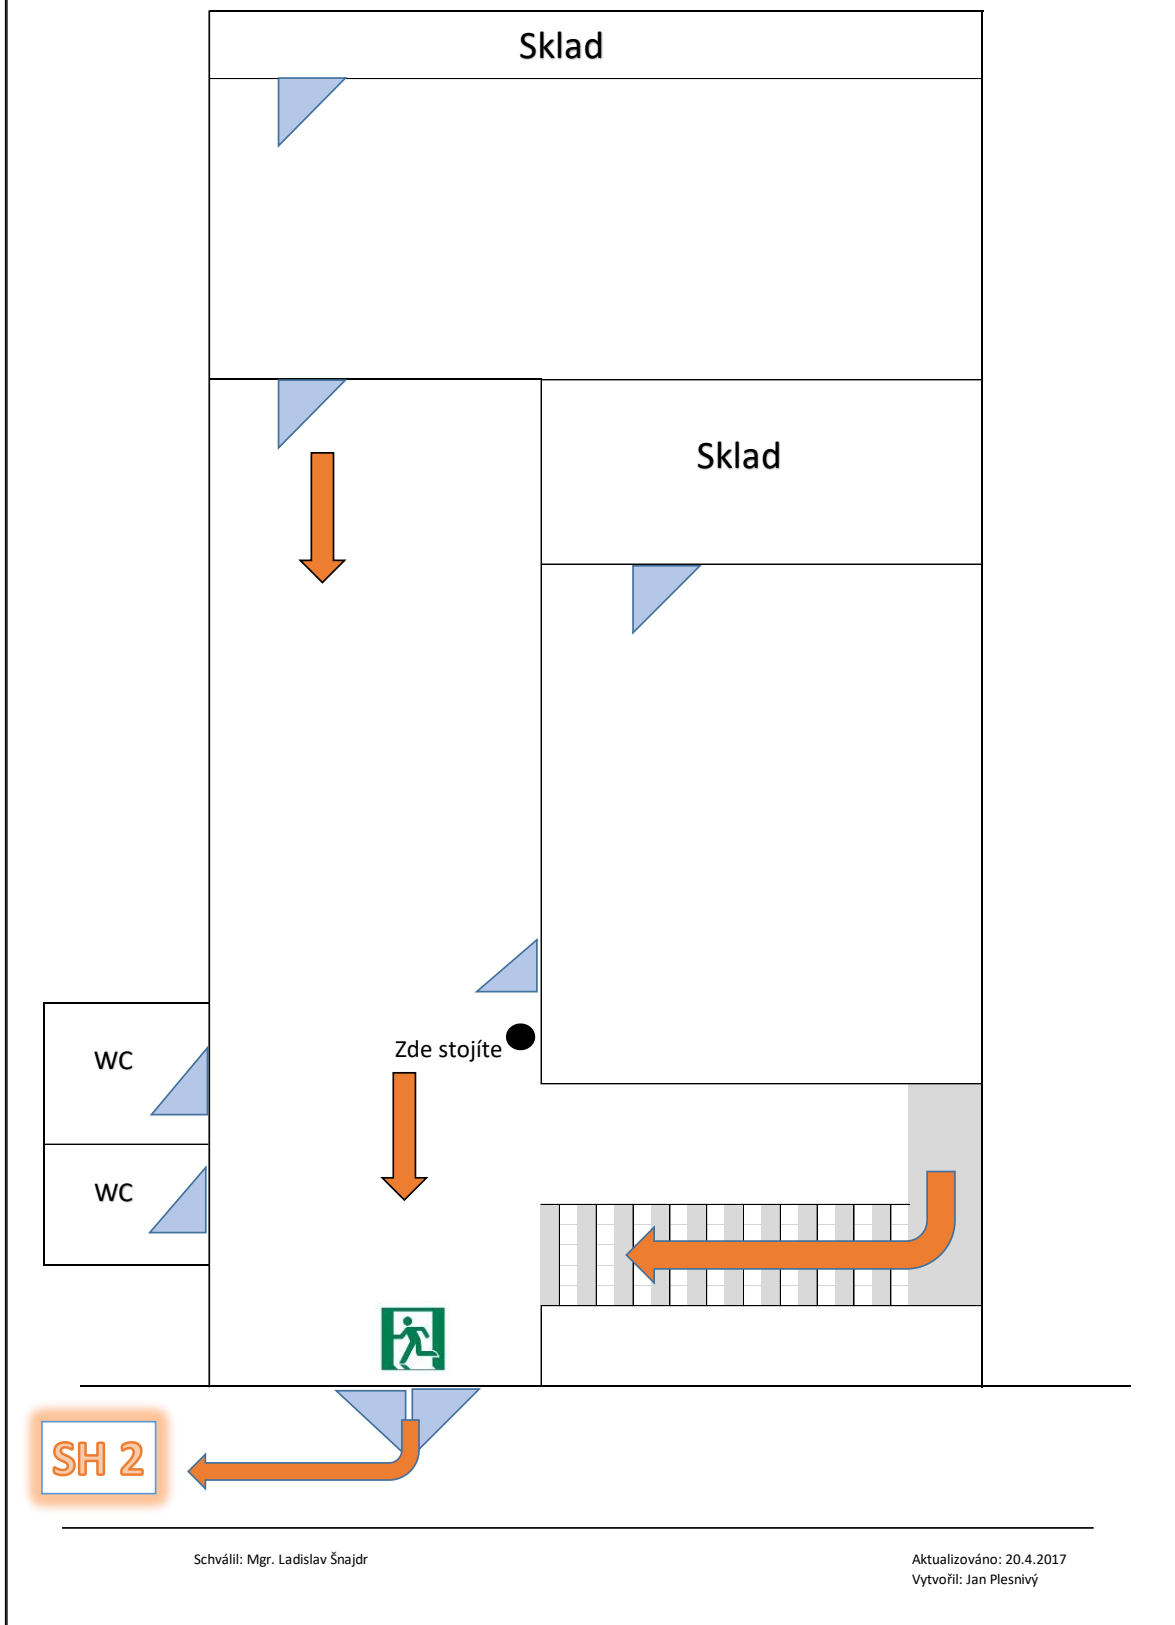 Sklad
Sklad
Zde stojíte
WC
WC
SH 2
Schválil: Mgr. Ladislav Šnajdr
Aktualizováno: 20.4.2017
Vytvořil: Jan Plesnivý